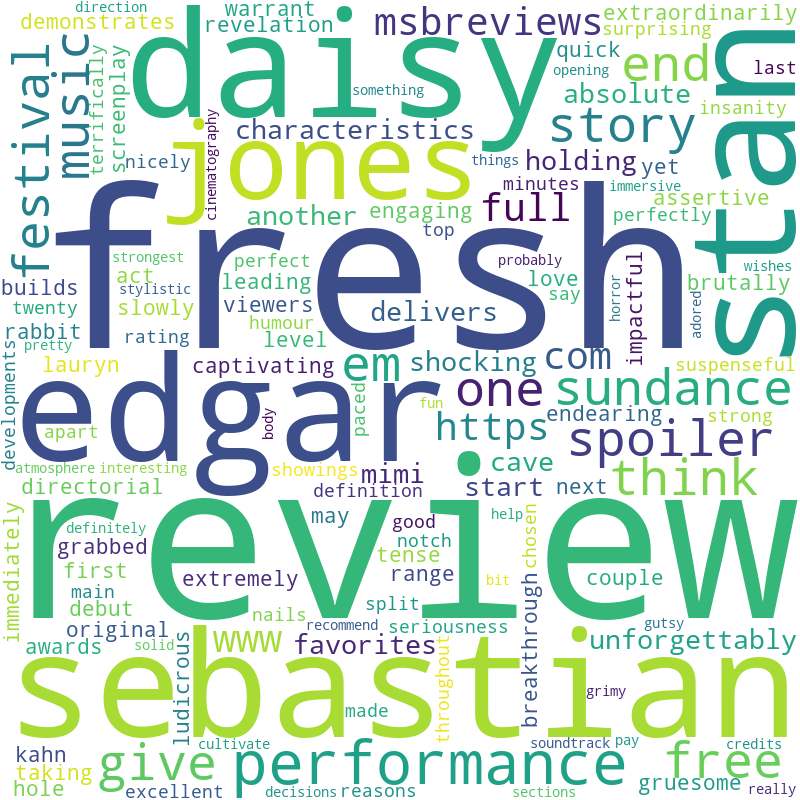 direction
demonstrates
warrant
revelation
daisy
msbreviews
extraordinarily
surprising
quick
opening
end
last
festival
music
terrifically
screenplay
something
absolute
insanity
stan
nicely
cinematography
characteristics
jones
things
story
holding
yet
minutes
immersive
assertive
another
engaging
full
perfectly
top
fresh
strongest
stylistic
perfect
probably
love
say
horror
impactful
adored
wishes
brutally
builds
act
leading
twenty
slowly
viewers
delivers
rabbit
rating
humour
level
pretty
developments
lauryn
edgar
captivating
em
shocking
com
suspenseful
paced
fun
one
sundance
body
apart
https
endearing
strong
spoiler
atmosphere
interesting
showings
mimi
cave
directorial
definition
start
next
think
immediately
review
definitely
may
good
help
chosen
grabbed
notch
tense
first
extremely
range
couple
main
bit
debut
split
breakthrough
nails
original
recommend
seriousness
gutsy
awards
solid
www
favorites
unforgettably
ludicrous
throughout
sebastian
grimy
made
kahn
cultivate
soundtrack
pay
credits
taking
give
performance
free
hole
excellent
decisions
reasons
sections
gruesome
really